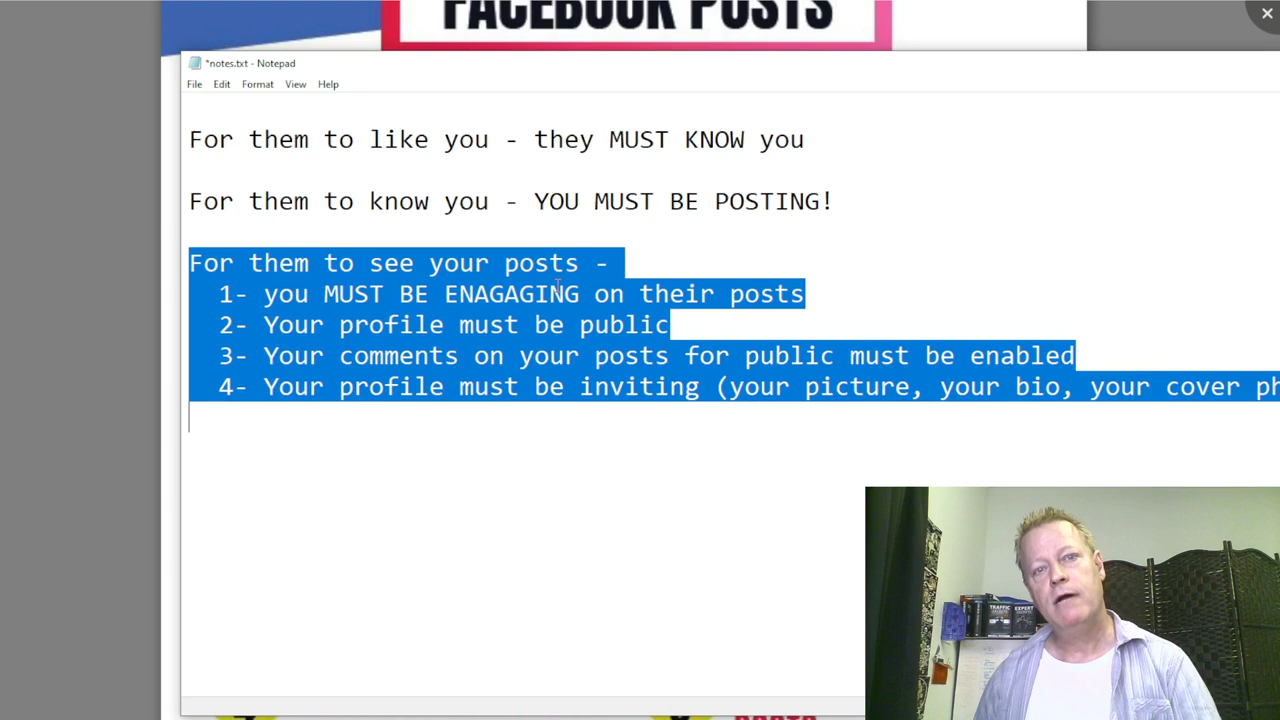 FACEBOOK POSTS
*notes.txt - Notepad
File Edit Format View Help
For them to like you - they MUST KNOW you
For them to know you - YOU MUST BE POSTING!
For them to see your posts -
1- you MUST BE ENAGAGING on their posts
2- Your profile must be public
3- Your comments on your posts for public must be enabled
4- Your profile must be inviting (your picture, your bio, your cover ph
TRAFFIC
EXPERT